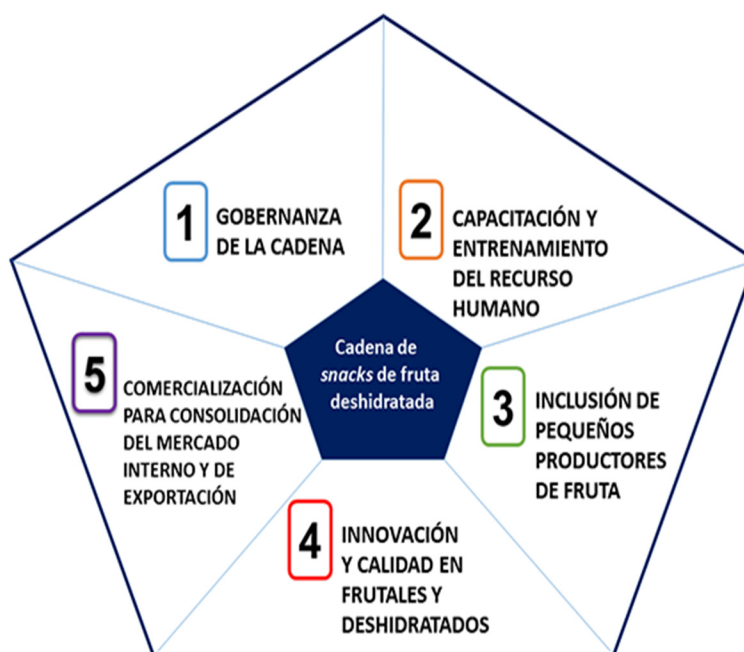 1
GOBERNANZA
DE LA CADENA
2
CAPACITACIÓN Y
ENTRENAMIENTO
DEL RECURSO
HUMANO
Cadena de
snacks de fruta
deshidratada
3
INCLUSIÓN DE
PEQUEÑOS
PRODUCTORES
DE FRUTA
4
INNOVACIÓN
Y CALIDAD EN
FRUTALES Y
DESHIDRATADOS
5
COMERCIALIZACIÓN
PARA CONSOLIDACIÓN
DEL MERCADO
INTERNO Y DE
EXPORTACIÓN